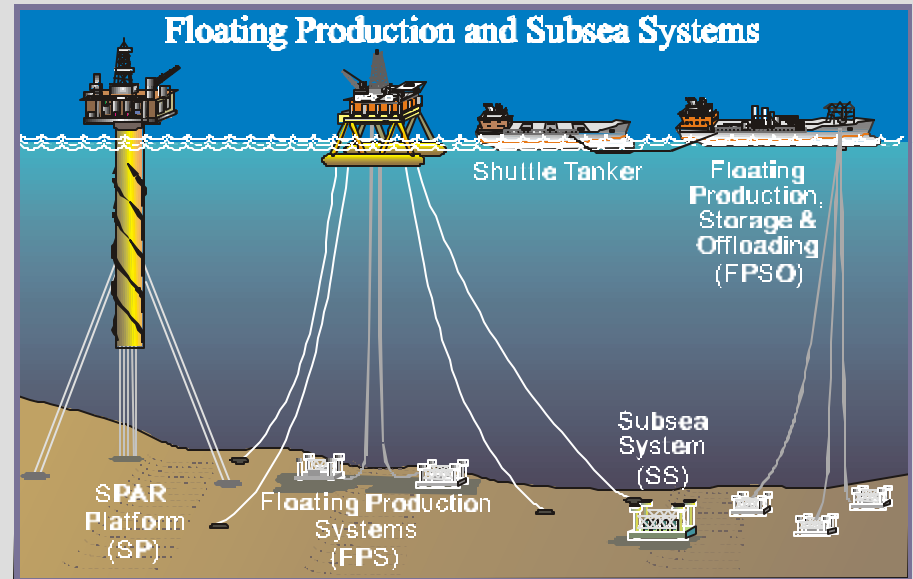 Floating Production and Subsea Systems
Shuttle Tanker
Floating
Production,
Storage &
Offloading
(FPSO)
Subsea
System
(SS)
SPAR
Platform
(SP)
Floating Production
Systems
(FPS)